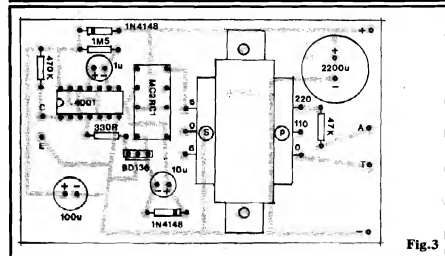 1N4148
1M5
470K
1u
4001
MC2RC1
330R
BD136
10u
100u
1N4148
6
0
6
S
P
220
110
0
2200u
47K
A
T
C
E
+
-
Fig.3